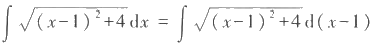 ∫ √(x−1)²+4 dx = ∫ √(x−1)²+4 d(x−1)